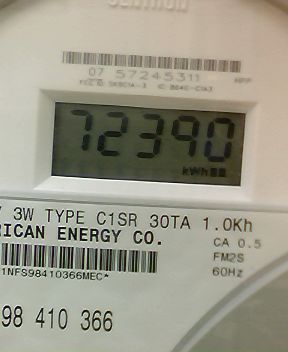 07 57245311
72390
kWh
3W TYPE C1SR 30TA 1.0Kh
RICAN ENERGY CO.
CA 0.5
FM2S
60Hz
1NFS98410366MEC*
98 410 366